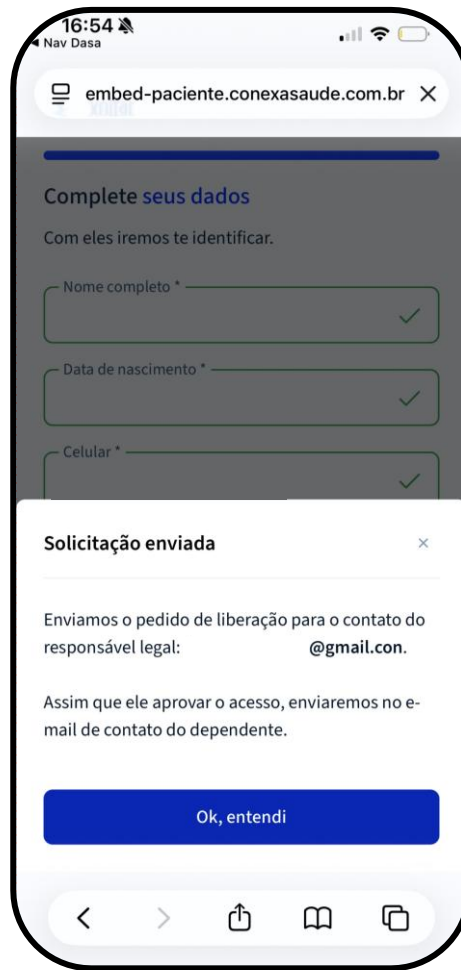 16:54
Nav Dasa
embed-paciente.conexasaude.com.br
Complete seus dados
Com eles iremos te identificar.
Nome completo *
Data de nascimento *
Celular *
Solicitação enviada
Enviamos o pedido de liberação para o contato do
responsável legal: @gmail.con.
Assim que ele aprovar o acesso, enviaremos no e-
mail de contato do dependente.
Ok, entendi